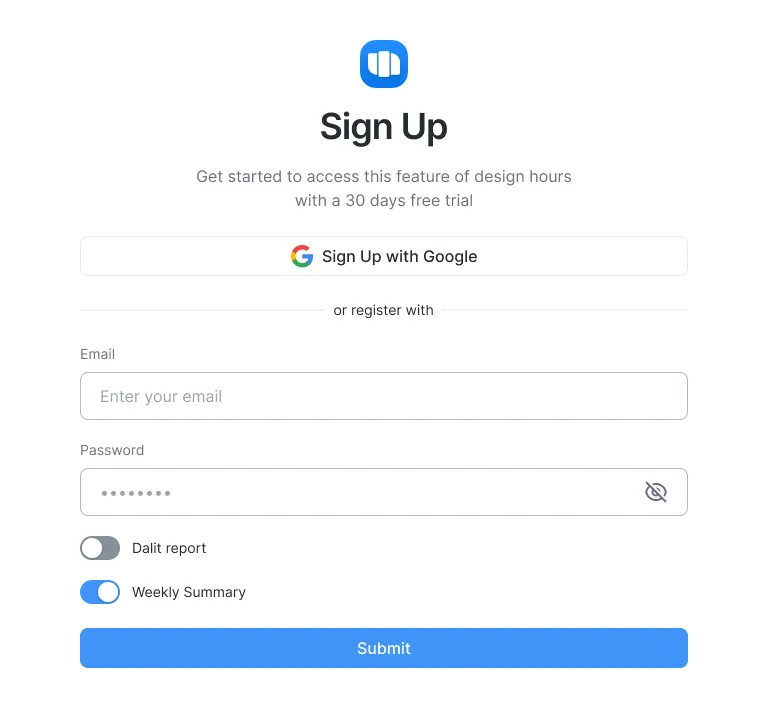 Sign Up
Get started to access this feature of design hours
with a 30 days free trial
Sign Up with Google
or register with
Email
Enter your email
Password
••••••••
Dalit report
Weekly Summary
Submit